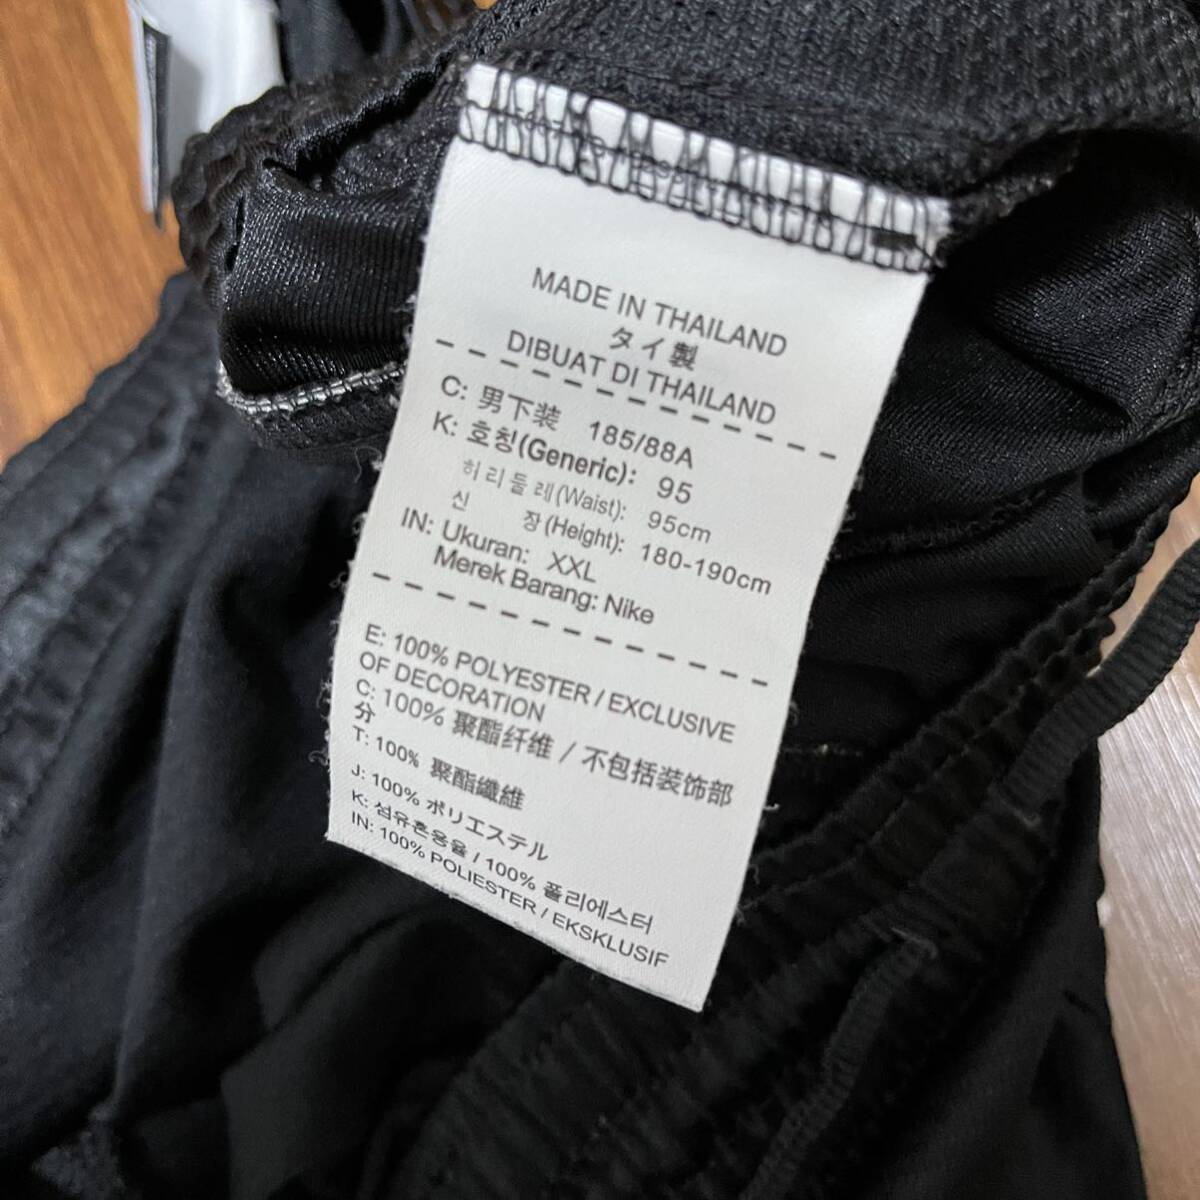 MADE IN THAILAND
タイ製
DIBUAT DI THAILAND
C: 男下装 185/88A
K: 호칭(Generic): 95
허리둘레(Waist): 95cm
신 장(Height): 180-190cm
IN: Ukuran: XXL
Merek Barang: Nike
E: 100% POLYESTER / EXCLUSIVE
OF DECORATION
C: 100% 聚酯纤维 / 不包括装饰部
分
T: 100% 聚酯纖維
J: 100% ポリエステル
K: 섬유혼용율 / 100% 폴리에스터
IN: 100% POLIESTER / EKSKLUSIF